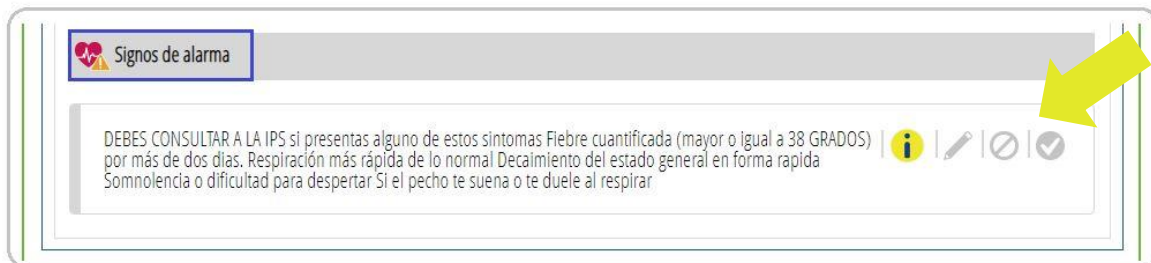 Signos de alarma
DEBES CONSULTAR A LA IPS si presentas alguno de estos sintomas Fiebre cuantificada (mayor o igual a 38 GRADOS)
por más de dos dias. Respiración más rápida de lo normal Decaimiento del estado general en forma rapida
Somnolencia o dificultad para despertar Si el pecho te suena o te duele al respirar